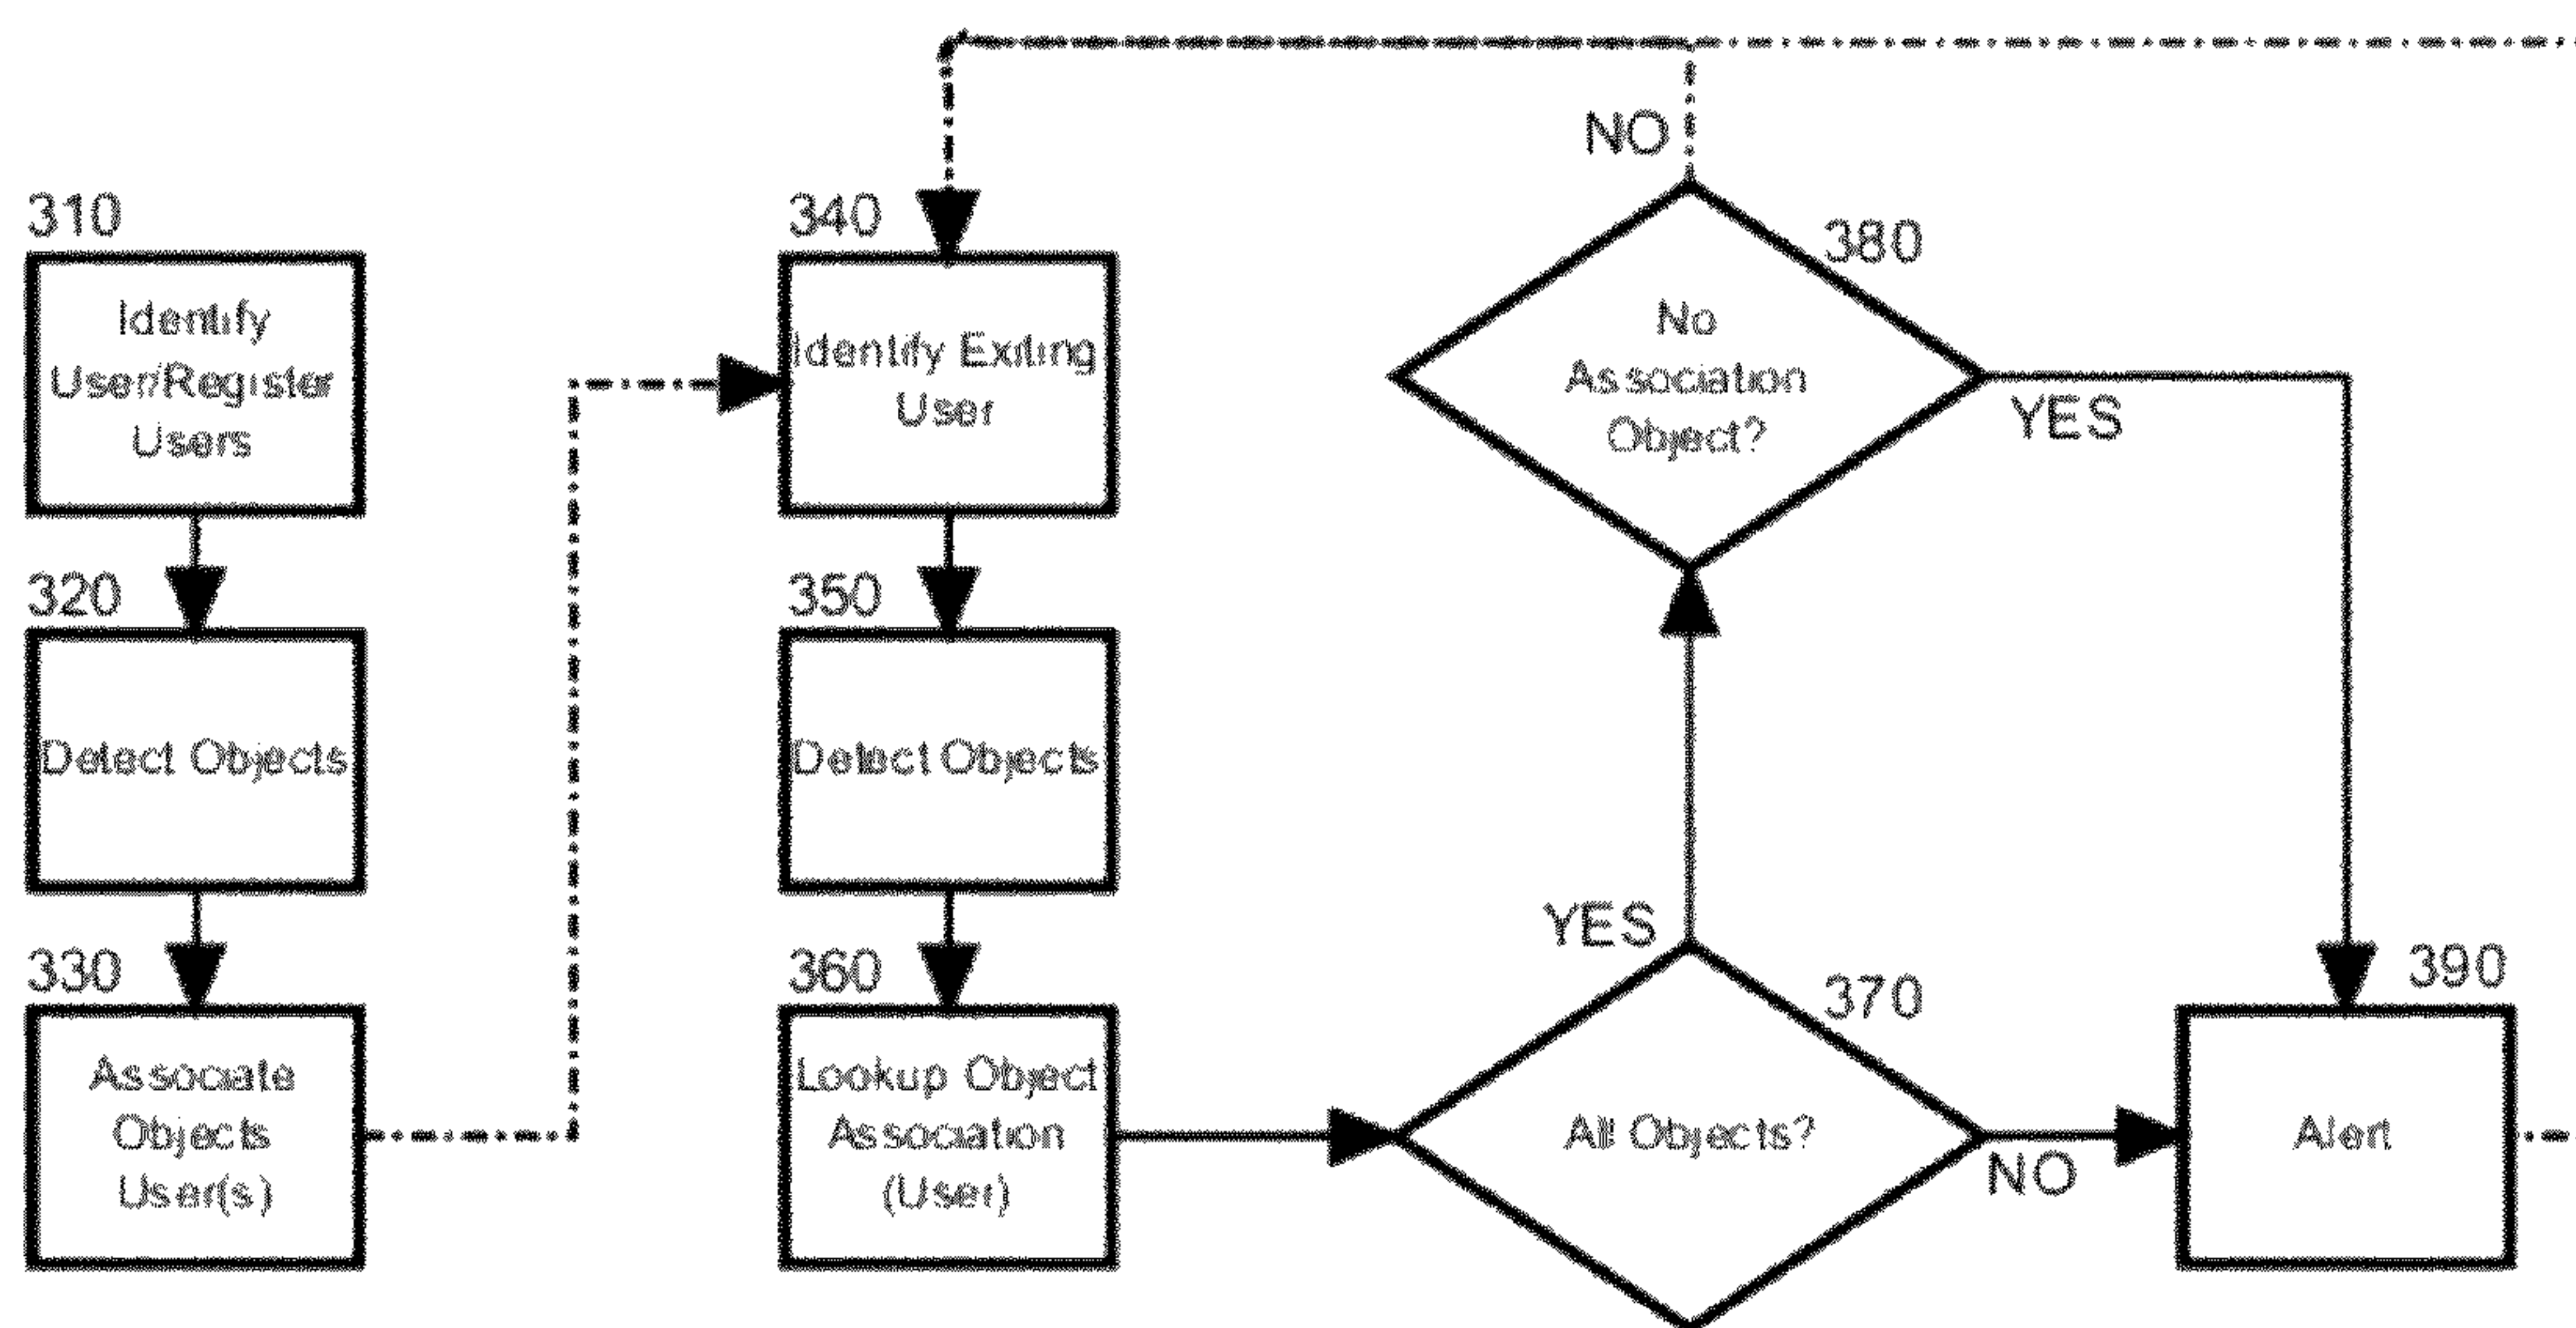 310
Identify
User/Register
Users
320
Detect Objects
330
Associate
Objects
User(s)
340
Identify Exiting
User
350
Detect Objects
360
Lookup Object
Association
(User)
NO
380
No
Association
Object?
YES
YES
370
All Objects?
NO
390
Alert